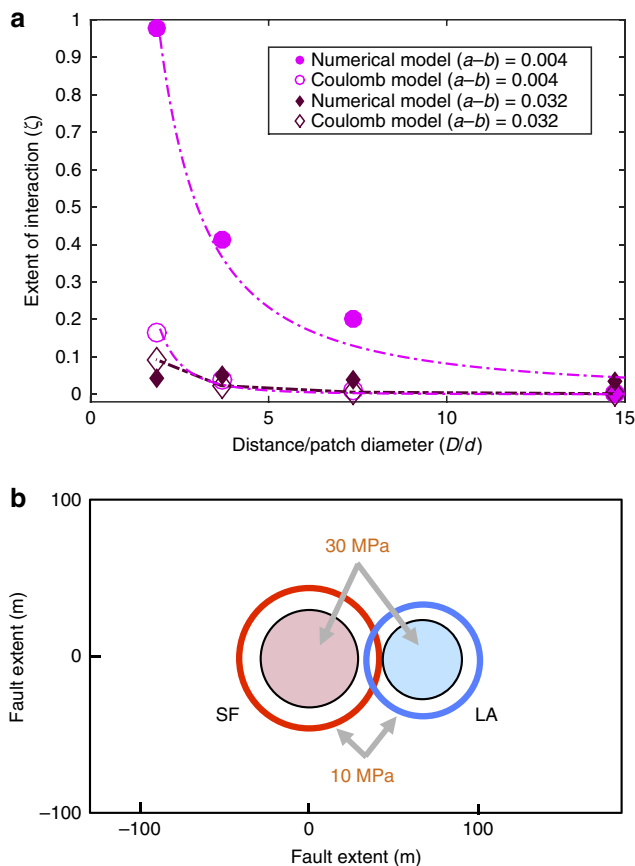 a
1
0.9
0.8
0.7
0.6
0.5
0.4
0.3
0.2
0.1
0
Extent of interaction (ζ)
Numerical model (a–b) = 0.004
Coulomb model (a–b) = 0.004
Numerical model (a–b) = 0.032
Coulomb model (a–b) = 0.032
0 5 10 15
Distance/patch diameter (D/d)
b
100
0
–100
Fault extent (m)
30 MPa
SF
LA
10 MPa
–100 0 100
Fault extent (m)